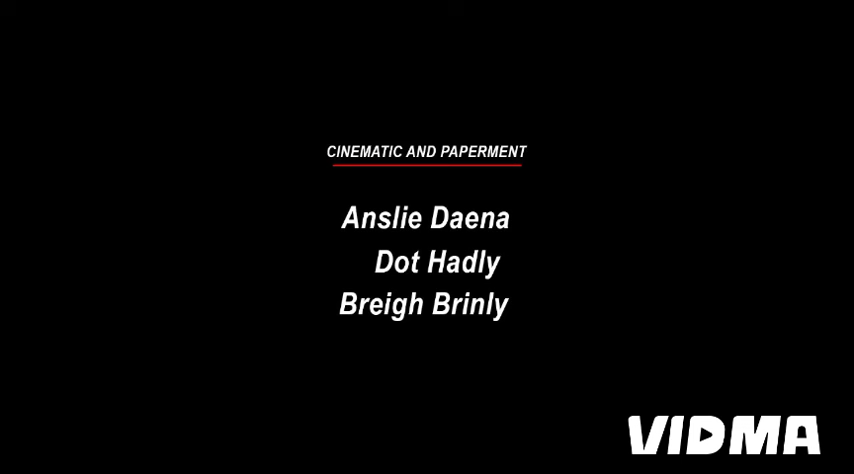 CINEMATIC AND PAPERMENT
Anslie Daena
Dot Hadly
Breigh Brinly
VIDMA